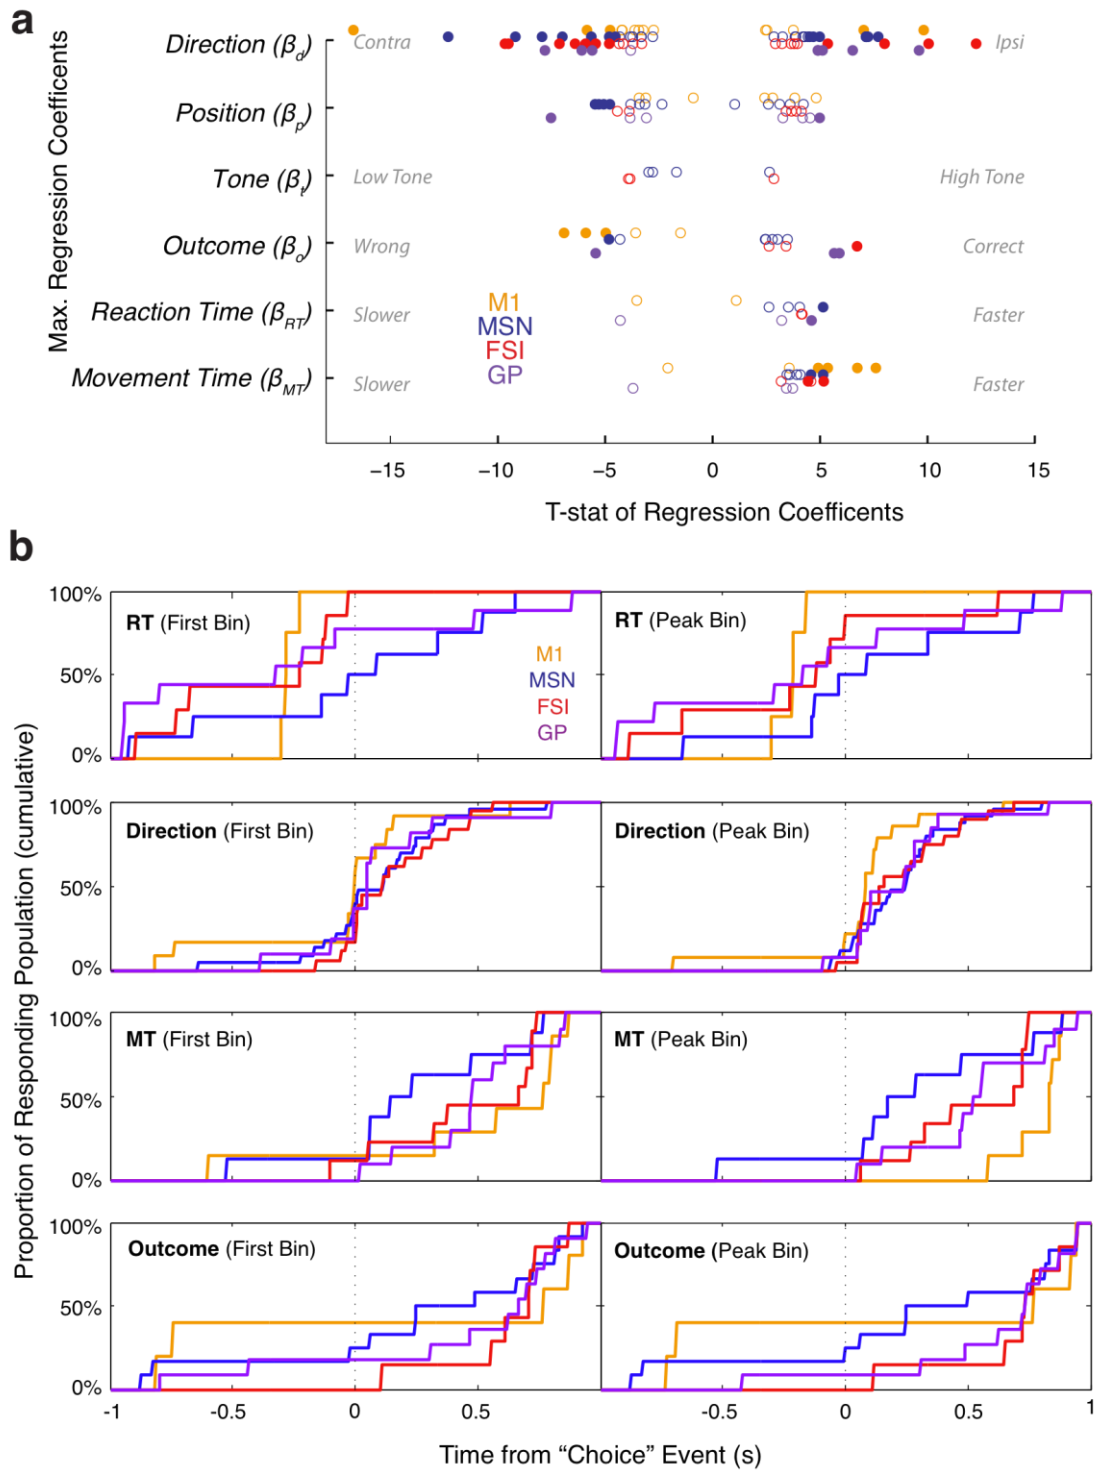 a
Max. Regression Coefficents
Direction (βd)
Contra
Ipsi
Position (βp)
Tone (βt)
Low Tone
High Tone
Outcome (βo)
Wrong
Correct
Reaction Time (βRT)
Slower
Faster
Movement Time (βMT)
Slower
Faster
M1
MSN
FSI
GP
−15 −10 −5 0 5 10 15
T-stat of Regression Coefficents
b
Proportion of Responding Population (cumulative)
100%
50%
0%
RT (First Bin)
M1
MSN
FSI
GP
RT (Peak Bin)
100%
50%
0%
Direction (First Bin)
Direction (Peak Bin)
100%
50%
0%
MT (First Bin)
MT (Peak Bin)
100%
50%
0%
Outcome (First Bin)
Outcome (Peak Bin)
-1 -0.5 0 0.5 -0.5 0 0.5 1
Time from “Choice” Event (s)